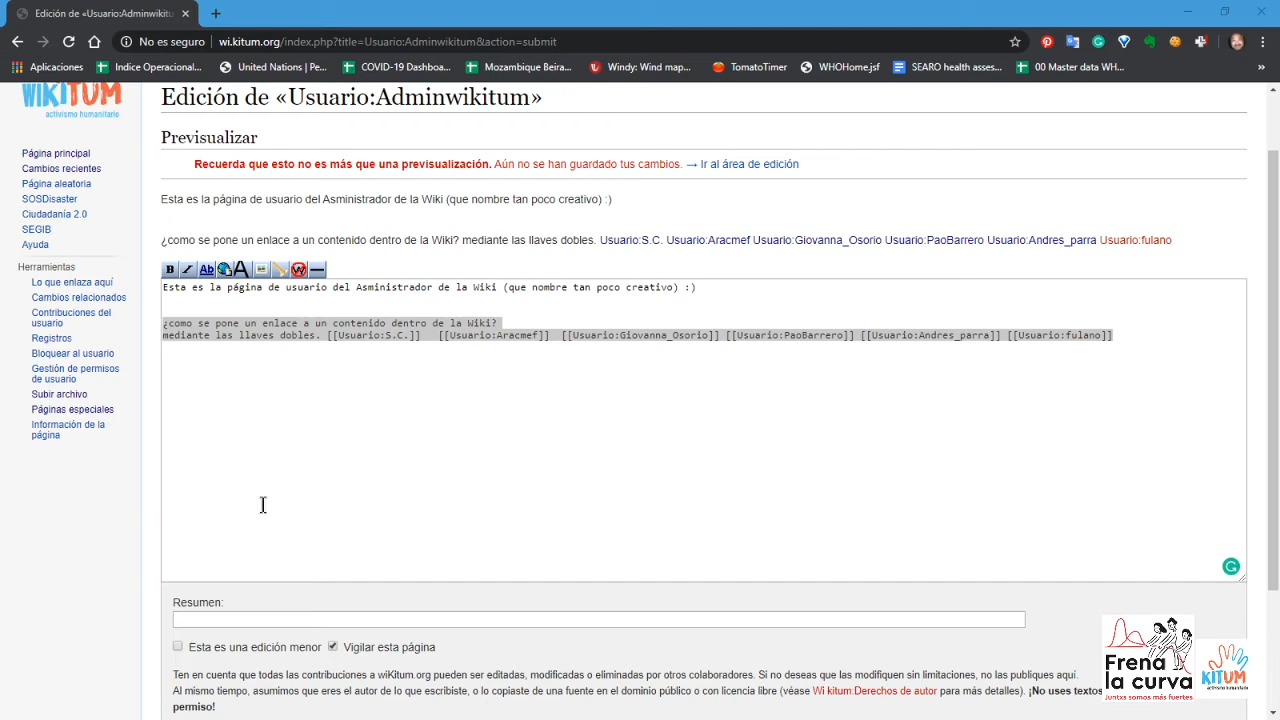 Edición de «Usuario:Adminwikitu
No es seguro
wi.kitum.org/index.php?title=Usuario:Adminwikitum&action=submit
Aplicaciones
Indice Operacional...
United Nations | Pe...
COVID-19 Dashboa...
Mozambique Beira...
Windy: Wind map...
TomatoTimer
WHOHome.jsf
SEARO health asses...
00 Master data WH...
»
WIKITUM
activismo humanitario
Página principal
Cambios recientes
Página aleatoria
SOSDisaster
Ciudadanía 2.0
SEGIB
Ayuda
Herramientas
Lo que enlaza aquí
Cambios relacionados
Contribuciones del
usuario
Registros
Bloquear al usuario
Gestión de permisos
de usuario
Subir archivo
Páginas especiales
Información de la
página
Edición de «Usuario:Adminwikitum»
Previsualizar
Recuerda que esto no es más que una previsualización. Aún no se han guardado tus cambios. → Ir al área de edición
Esta es la página de usuario del Asministrador de la Wiki (que nombre tan poco creativo) :)
¿como se pone un enlace a un contenido dentro de la Wiki? mediante las llaves dobles. Usuario:S.C. Usuario:Aracmef Usuario:Giovanna_Osorio Usuario:PaoBarrero Usuario:Andres_parra Usuario:fulano
B I Ab A W
Esta es la página de usuario del Asministrador de la Wiki (que nombre tan poco creativo) :)
¿como se pone un enlace a un contenido dentro de la Wiki?
mediante las llaves dobles. [[Usuario:S.C.]] [[Usuario:Aracmef]] [[Usuario:Giovanna_Osorio]] [[Usuario:PaoBarrero]] [[Usuario:Andres_parra]] [[Usuario:fulano]]
Resumen:
Esta es una edición menor
Vigilar esta página
Ten en cuenta que todas las contribuciones a wiKitum.org pueden ser editadas, modificadas o eliminadas por otros colaboradores. Si no deseas que las modifiquen sin limitaciones, no las publiques aquí.
Al mismo tiempo, asumimos que eres el autor de lo que escribiste, o lo copiaste de una fuente en el dominio público o con licencia libre (véase Wi kitum:Derechos de autor para más detalles). ¡No uses textos
permiso!
Frena
la curva
Juntxs somos más fuertes
KITUM
activismo humanitario